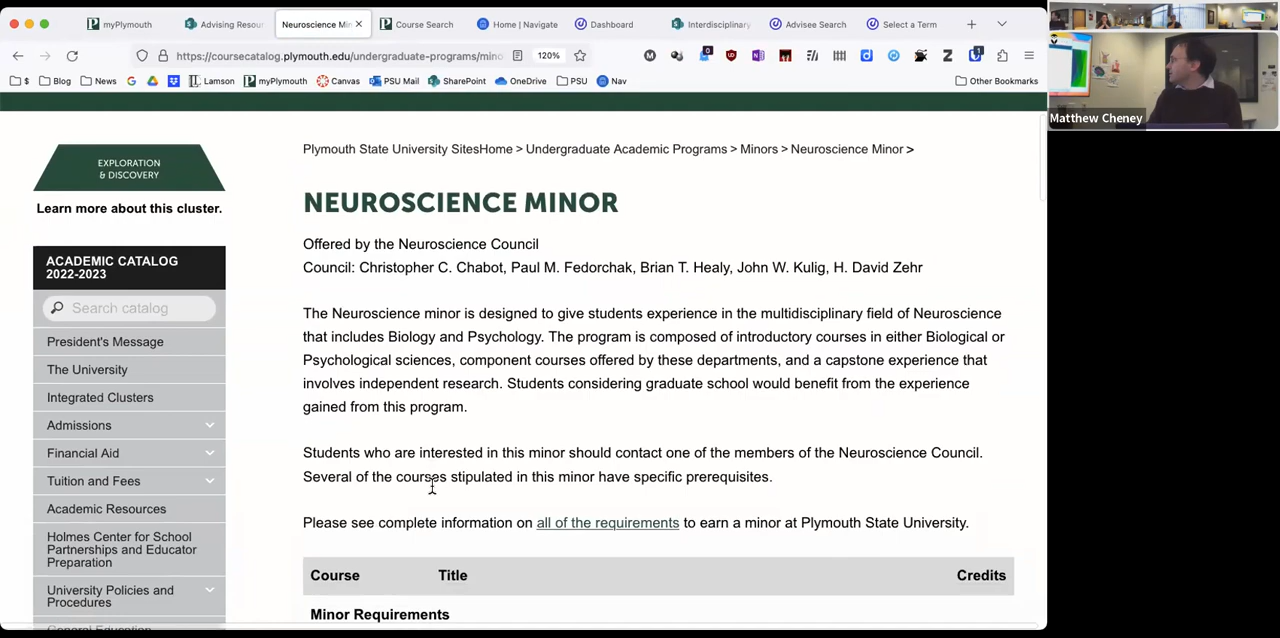 myPlymouth
Advising Resou
Neuroscience Min
Course Search
Home | Navigate
Dashboard
Interdisciplinary
Advisee Search
Select a Term
https://coursecatalog.plymouth.edu/undergraduate-programs/mino
120%
$
Blog
News
Lamson
myPlymouth
Canvas
PSU Mail
SharePoint
OneDrive
PSU
Nav
Other Bookmarks
Matthew Cheney
EXPLORATION
& DISCOVERY
Learn more about this cluster.
ACADEMIC CATALOG
2022-2023
Search catalog
President's Message
The University
Integrated Clusters
Admissions
Financial Aid
Tuition and Fees
Academic Resources
Holmes Center for School
Partnerships and Educator
Preparation
University Policies and
Procedures
General Education
Plymouth State University SitesHome > Undergraduate Academic Programs > Minors > Neuroscience Minor >
NEUROSCIENCE MINOR
Offered by the Neuroscience Council
Council: Christopher C. Chabot, Paul M. Fedorchak, Brian T. Healy, John W. Kulig, H. David Zehr
The Neuroscience minor is designed to give students experience in the multidisciplinary field of Neuroscience
that includes Biology and Psychology. The program is composed of introductory courses in either Biological or
Psychological sciences, component courses offered by these departments, and a capstone experience that
involves independent research. Students considering graduate school would benefit from the experience
gained from this program.
Students who are interested in this minor should contact one of the members of the Neuroscience Council.
Several of the courses stipulated in this minor have specific prerequisites.
Please see complete information on all of the requirements to earn a minor at Plymouth State University.
Course Title Credits
Minor Requirements